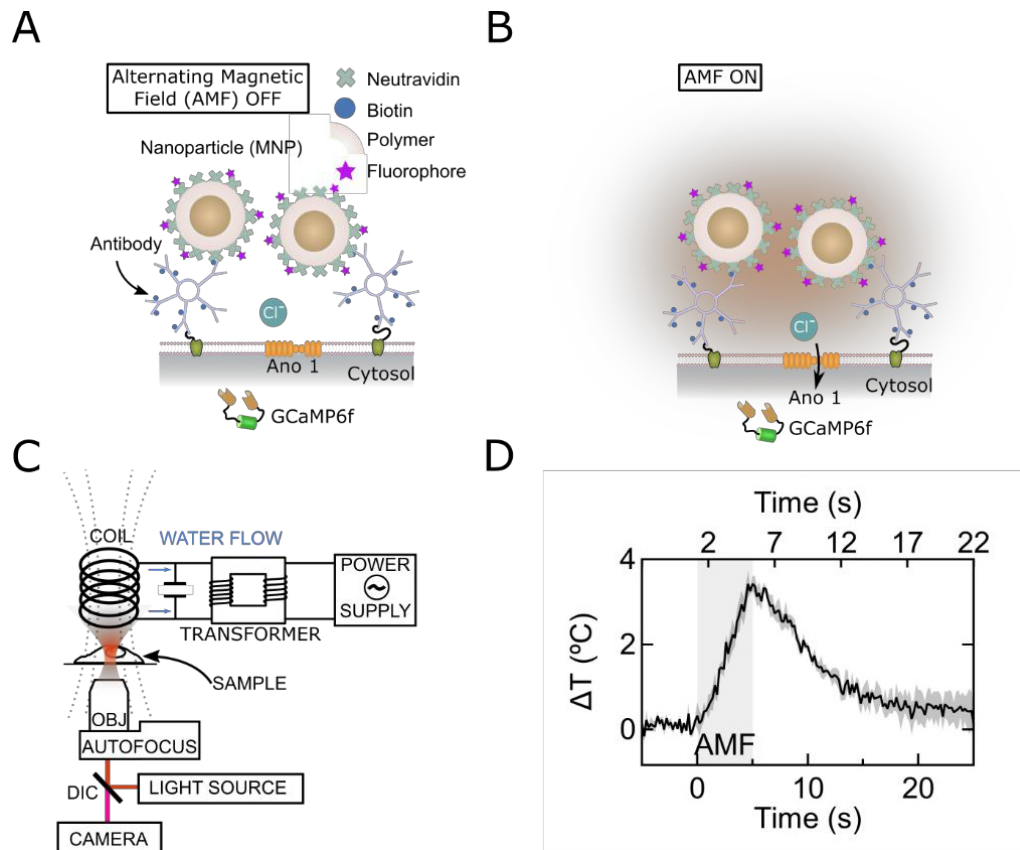 A
Alternating Magnetic
Field (AMF) OFF
Neutravidin
Biotin
Polymer
Fluorophore
Nanoparticle (MNP)
Antibody
Cl⁻
Ano 1
Cytosol
GCaMP6f
B
AMF ON
Cl⁻
Ano 1
Cytosol
GCaMP6f
C
COIL
WATER FLOW
POWER
SUPPLY
TRANSFORMER
SAMPLE
OBJ
AUTOFOCUS
DIC
LIGHT SOURCE
CAMERA
D
Time (s)
2 7 12 17 22
4
2
0
ΔT (ºC)
AMF
0 10 20
Time (s)